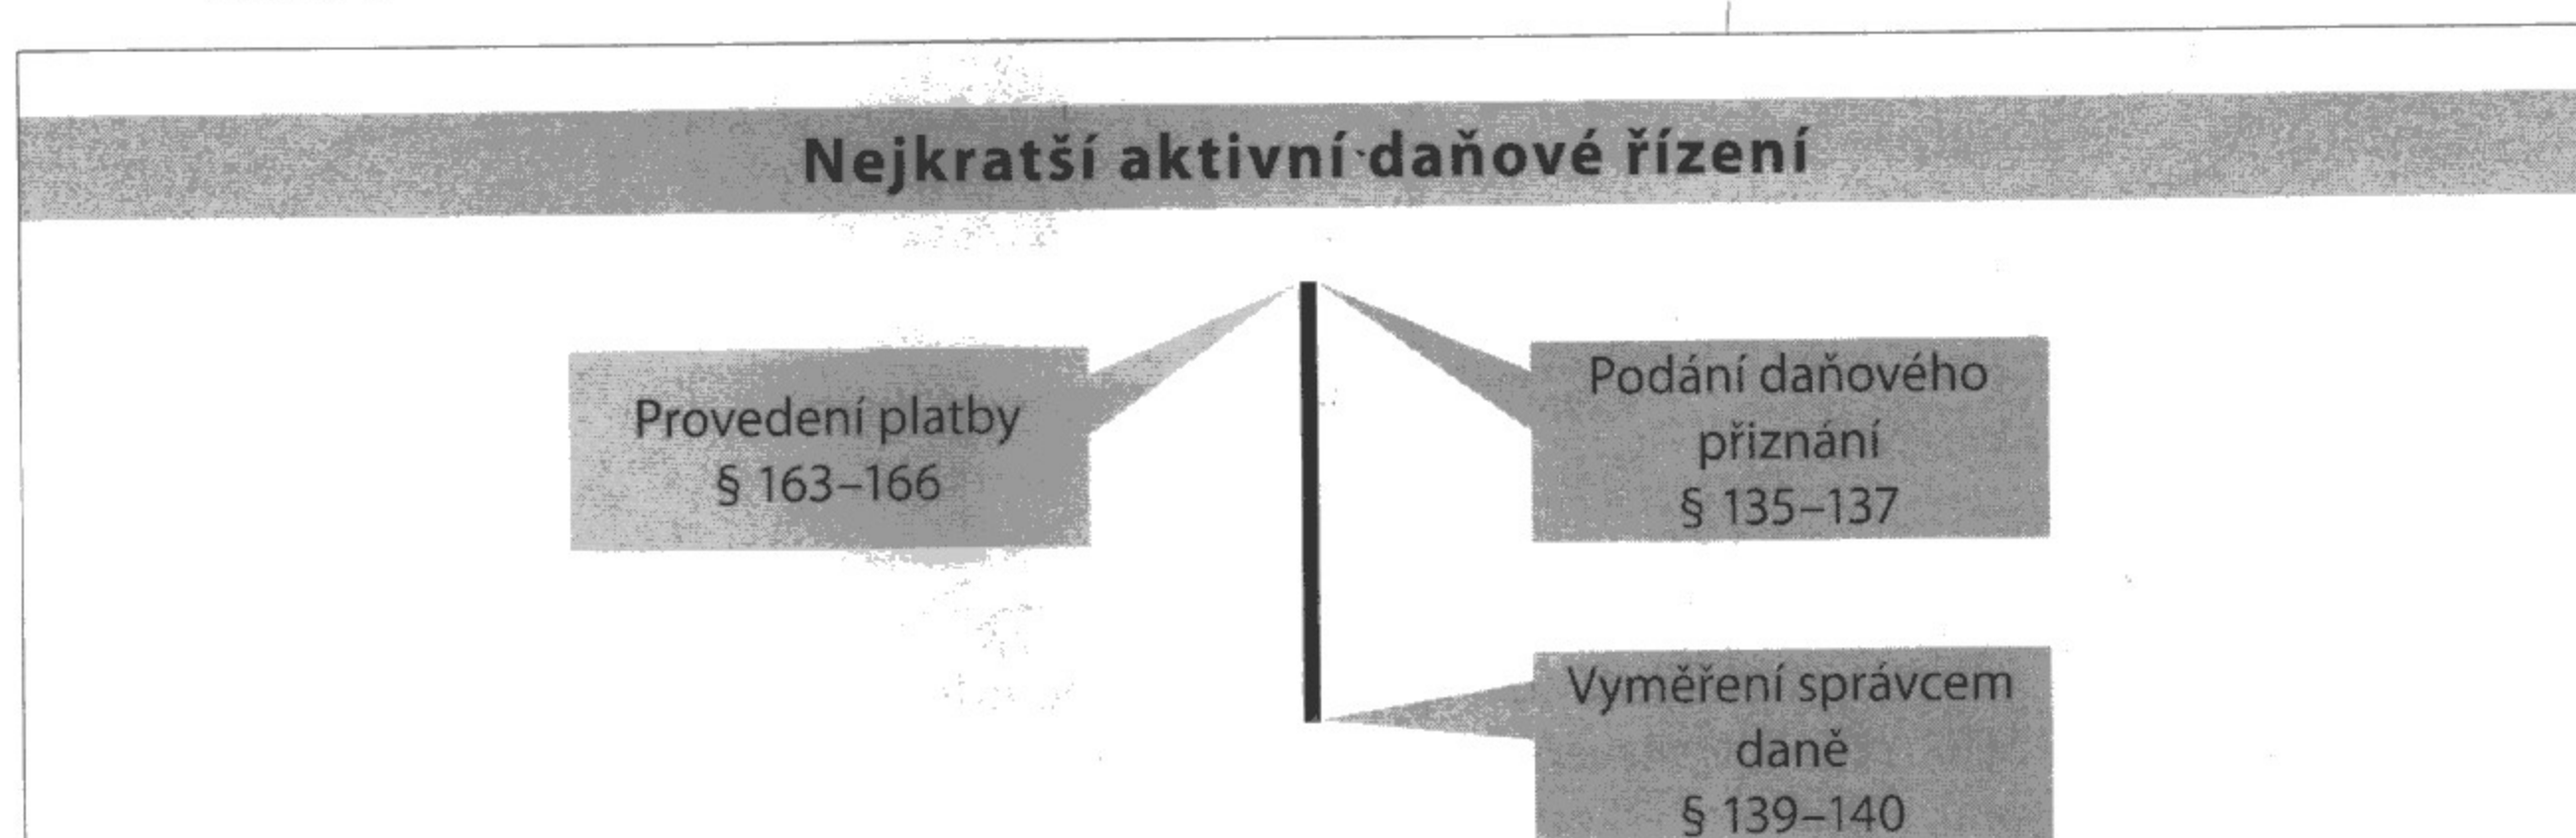 Nejkratší aktivní daňové řízení
Provedení platby
§ 163–166
Podání daňového
přiznání
§ 135–137
Vyměření správcem
daně
§ 139–140